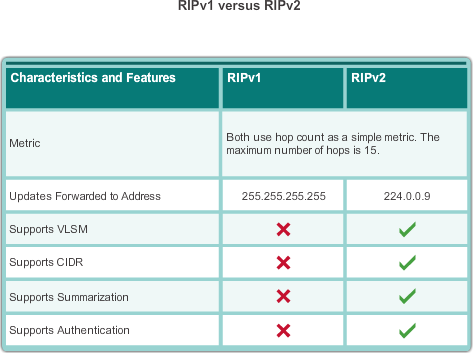 RIPv1 versus RIPv2
Characteristics and Features RIPv1 RIPv2
Metric
Both use hop count as a simple metric. The
maximum number of hops is 15.
Updates Forwarded to Address 255.255.255.255 224.0.0.9
Supports VLSM
Supports CIDR
Supports Summarization
Supports Authentication